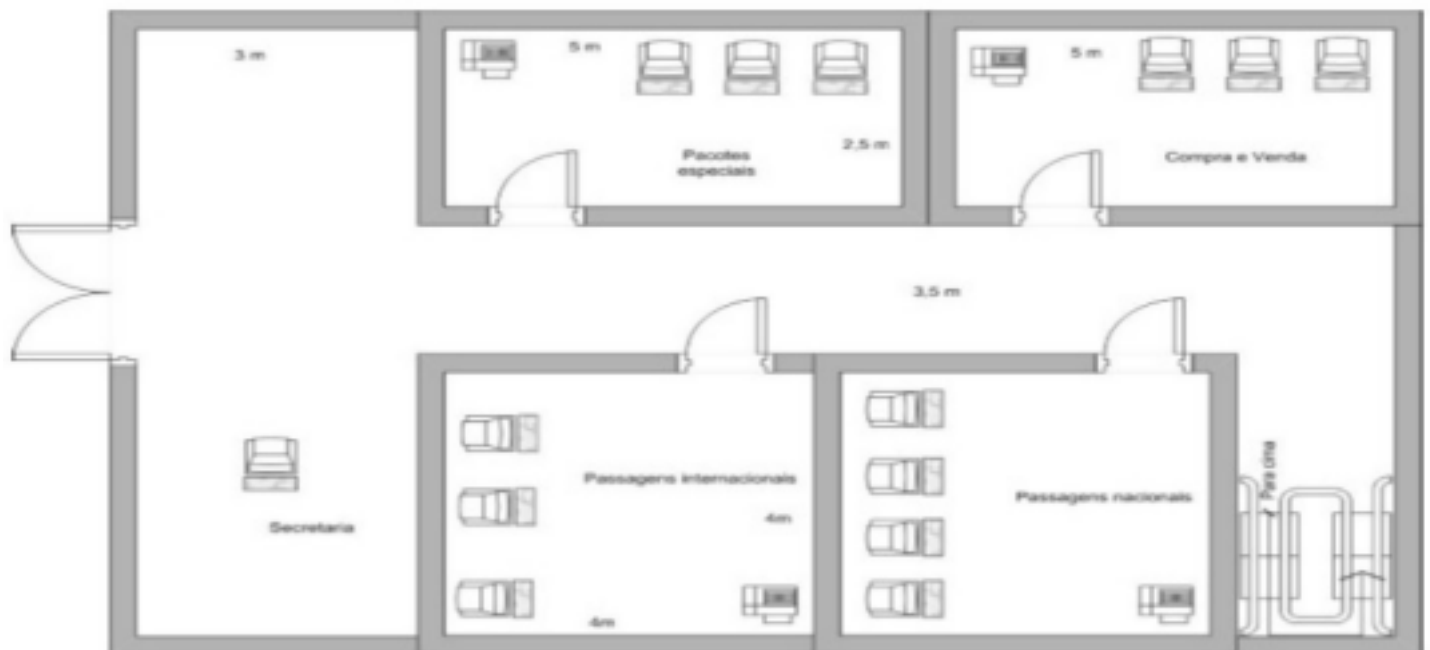 3 m
5 m
5 m
2,5 m
Pacotes
especiais
Compra e Venda
3,5 m
Passagens internacionais
4m
Passagens nacionais
Para cima
Secretaria
4m